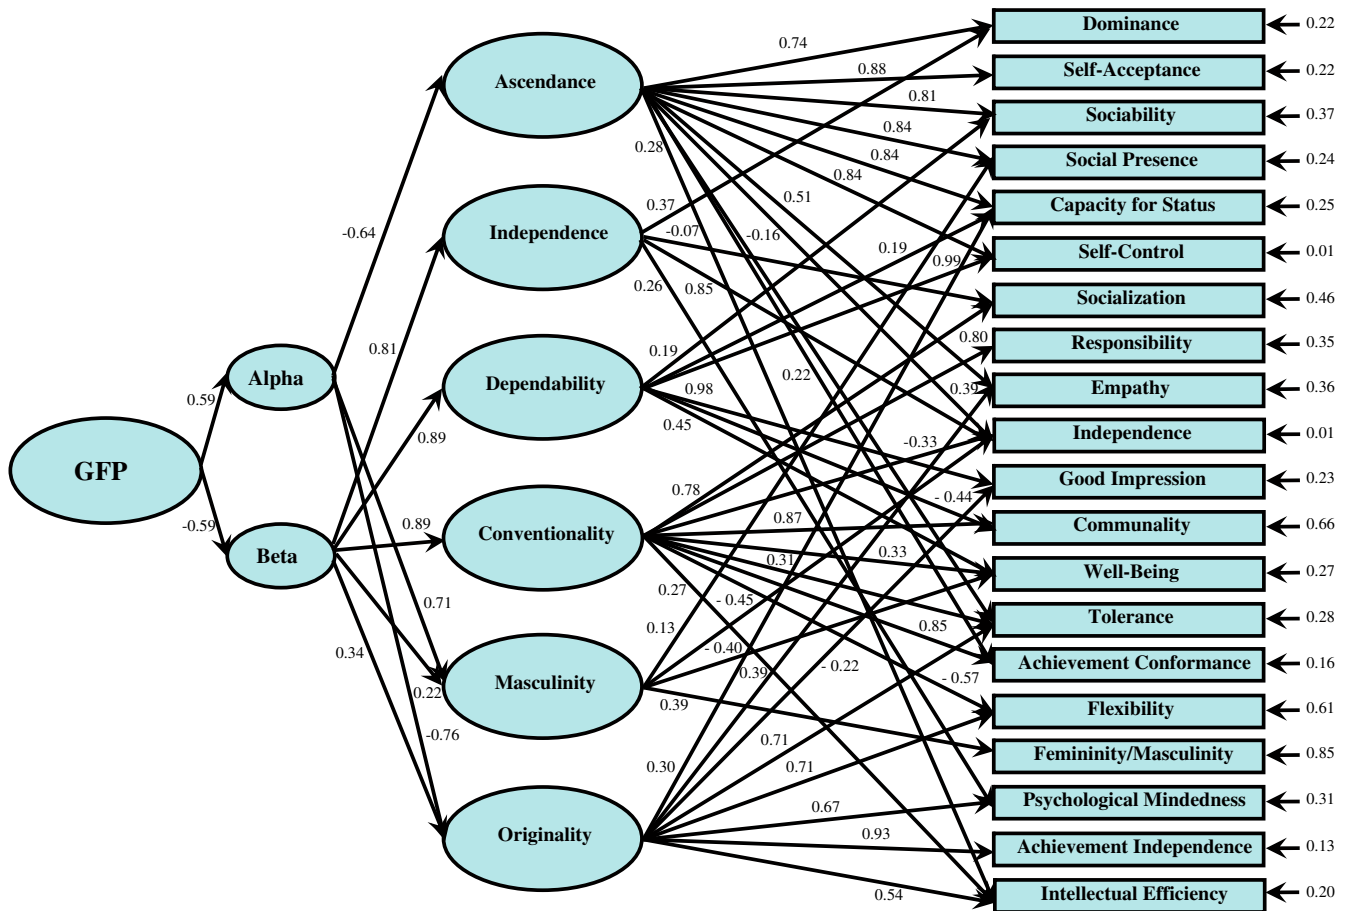 GFP
0.59
-0.59
Alpha
Beta
-0.64
0.81
0.89
0.89
0.71
0.34
0.22
-0.76
Ascendance
Independence
Dependability
Conventionality
Masculinity
Originality
0.74
0.88
0.81
0.84
0.84
0.84
0.28
0.51
-0.16
0.37
-0.07
0.26
0.85
0.19
0.99
0.19
0.98
0.45
0.22
0.80
0.39
-0.33
0.78
- 0.44
0.87
0.33
0.31
0.27
- 0.45
0.85
0.13
- 0.40
0.39
- 0.22
- 0.57
0.39
0.71
0.71
0.30
0.67
0.93
0.54
Dominance 0.22
Self-Acceptance 0.22
Sociability 0.37
Social Presence 0.24
Capacity for Status 0.25
Self-Control 0.01
Socialization 0.46
Responsibility 0.35
Empathy 0.36
Independence 0.01
Good Impression 0.23
Communality 0.66
Well-Being 0.27
Tolerance 0.28
Achievement Conformance 0.16
Flexibility 0.61
Femininity/Masculinity 0.85
Psychological Mindedness 0.31
Achievement Independence 0.13
Intellectual Efficiency 0.20